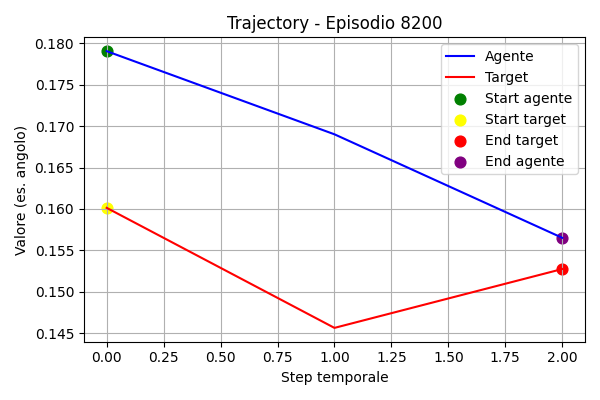 Trajectory - Episodio 8200
0.180
0.175
0.170
0.165
0.160
0.155
0.150
0.145
Valore (es. angolo)
Agente
Target
Start agente
Start target
End target
End agente
0.00 0.25 0.50 0.75 1.00 1.25 1.50 1.75 2.00
Step temporale